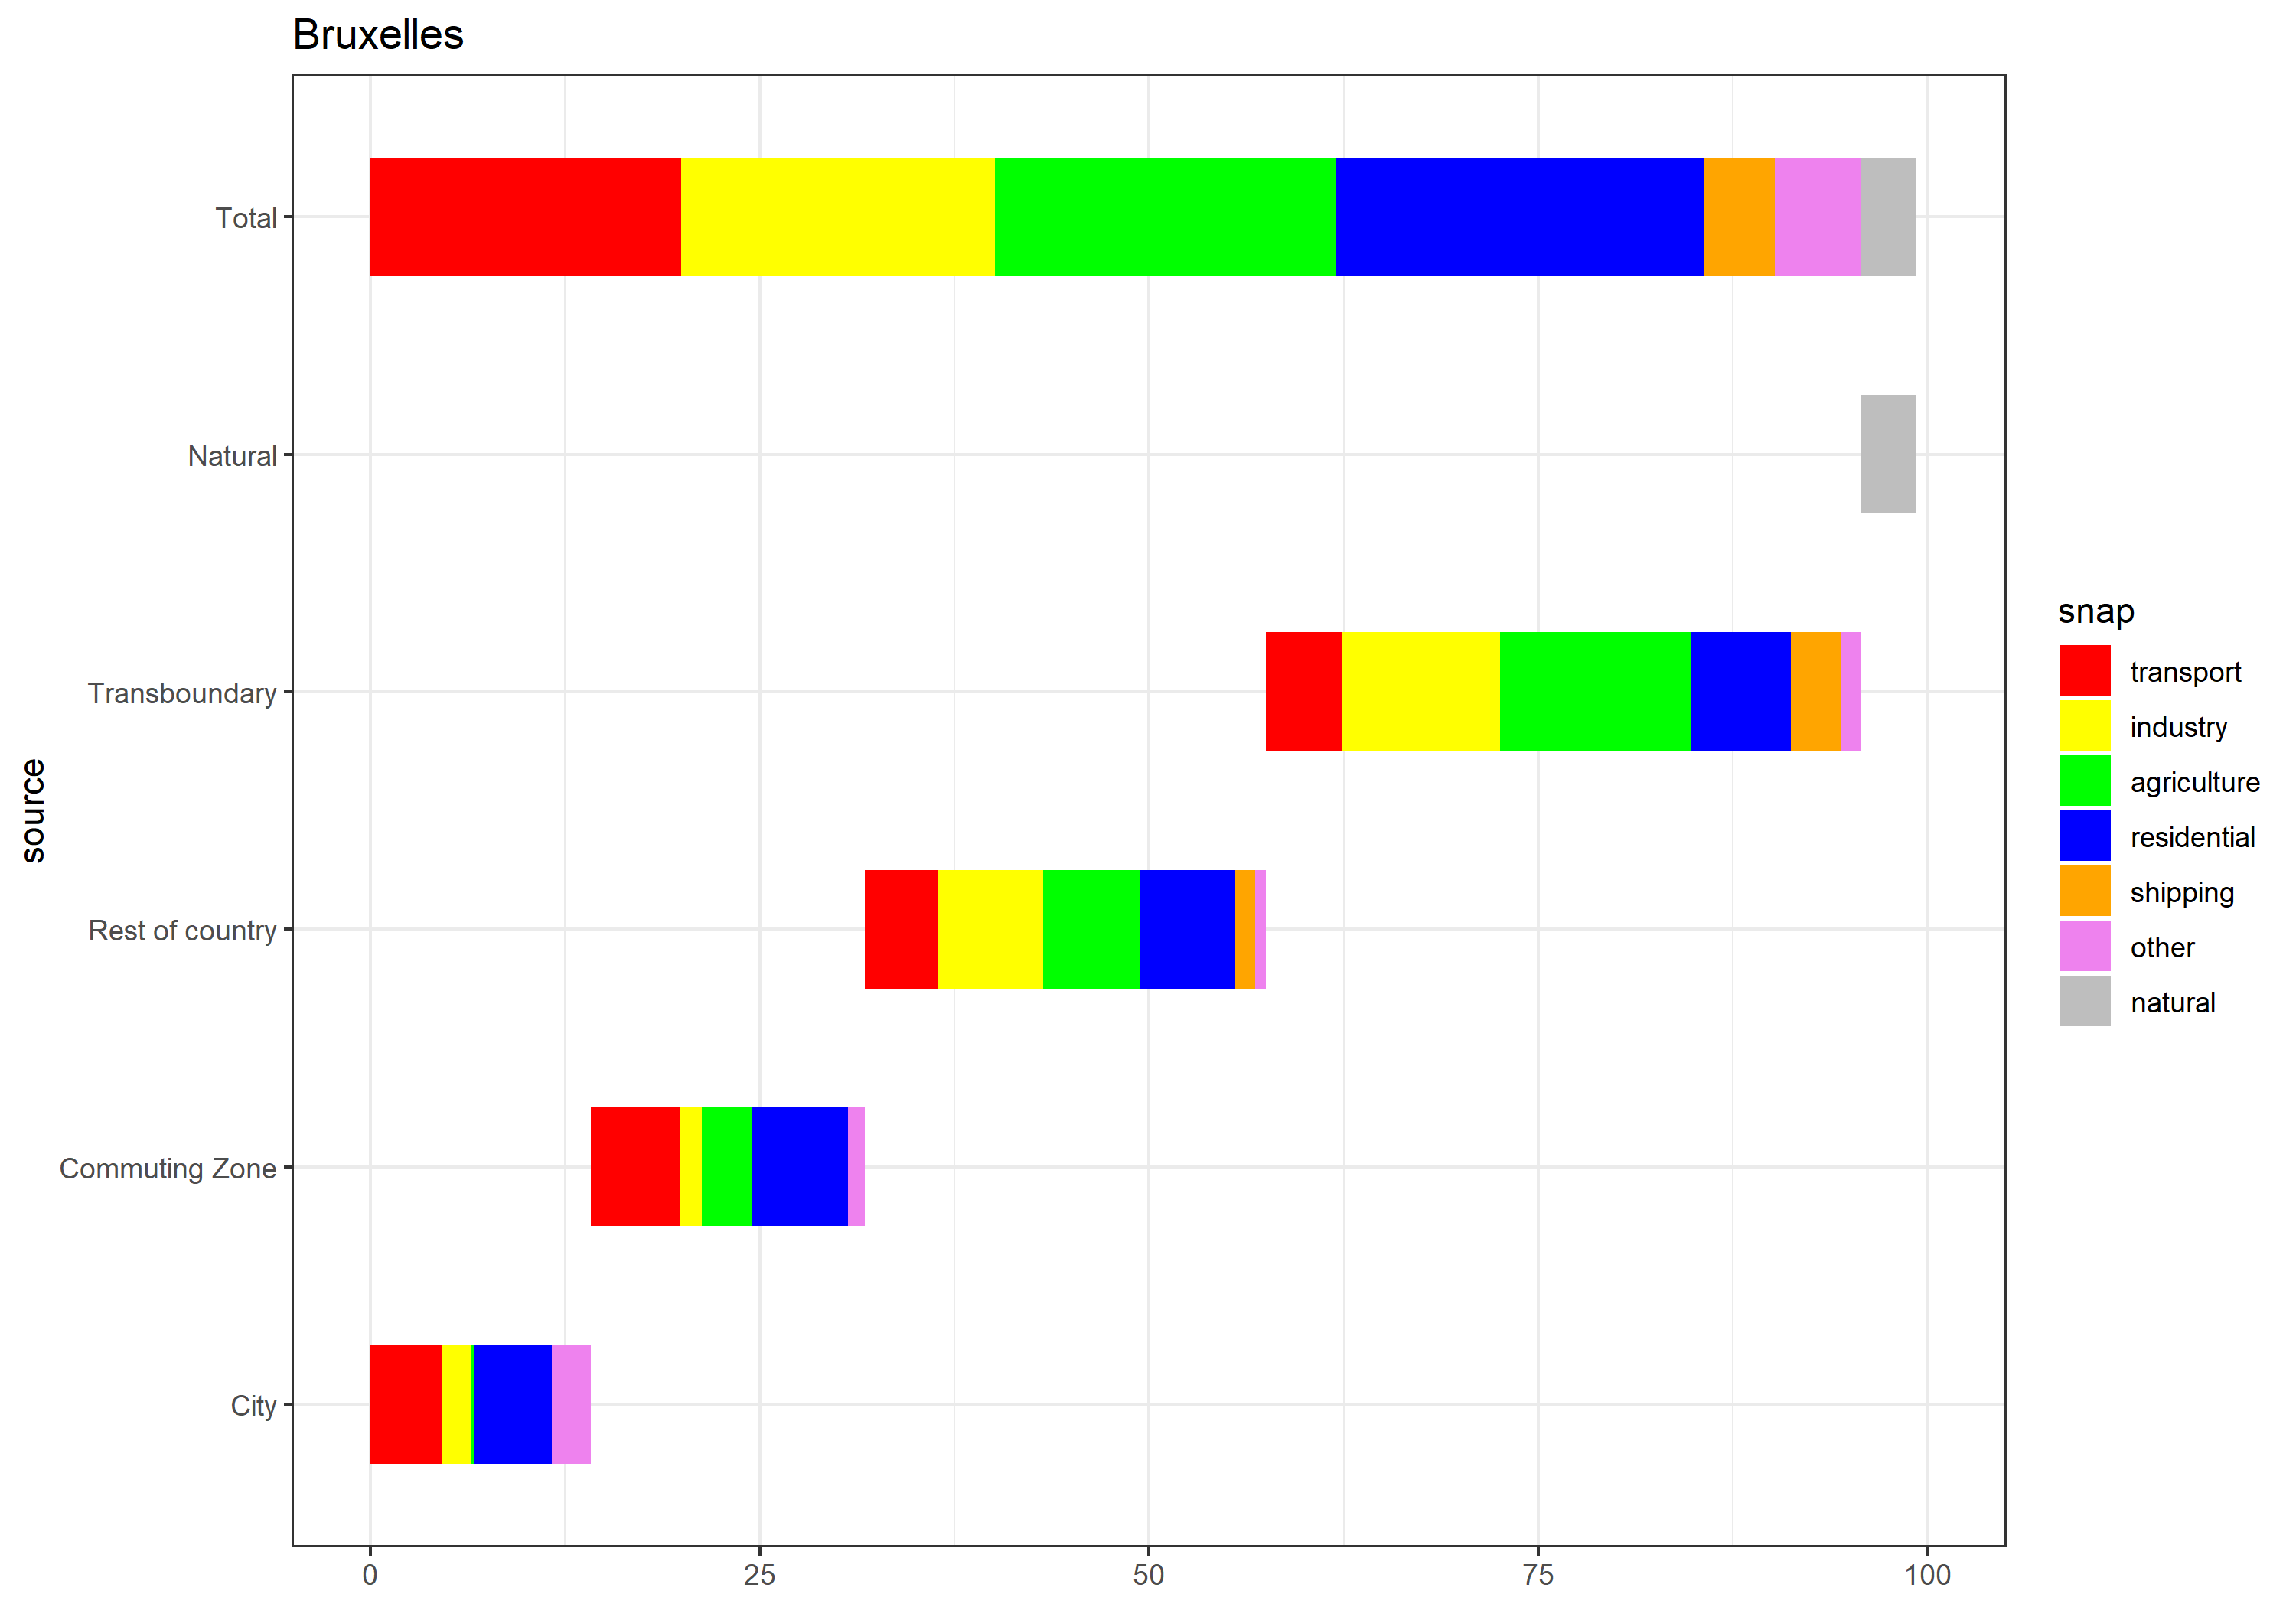 Bruxelles
Total
Natural
Transboundary
Rest of country
Commuting Zone
City
source
0 25 50 75 100
snap
transport
industry
agriculture
residential
shipping
other
natural